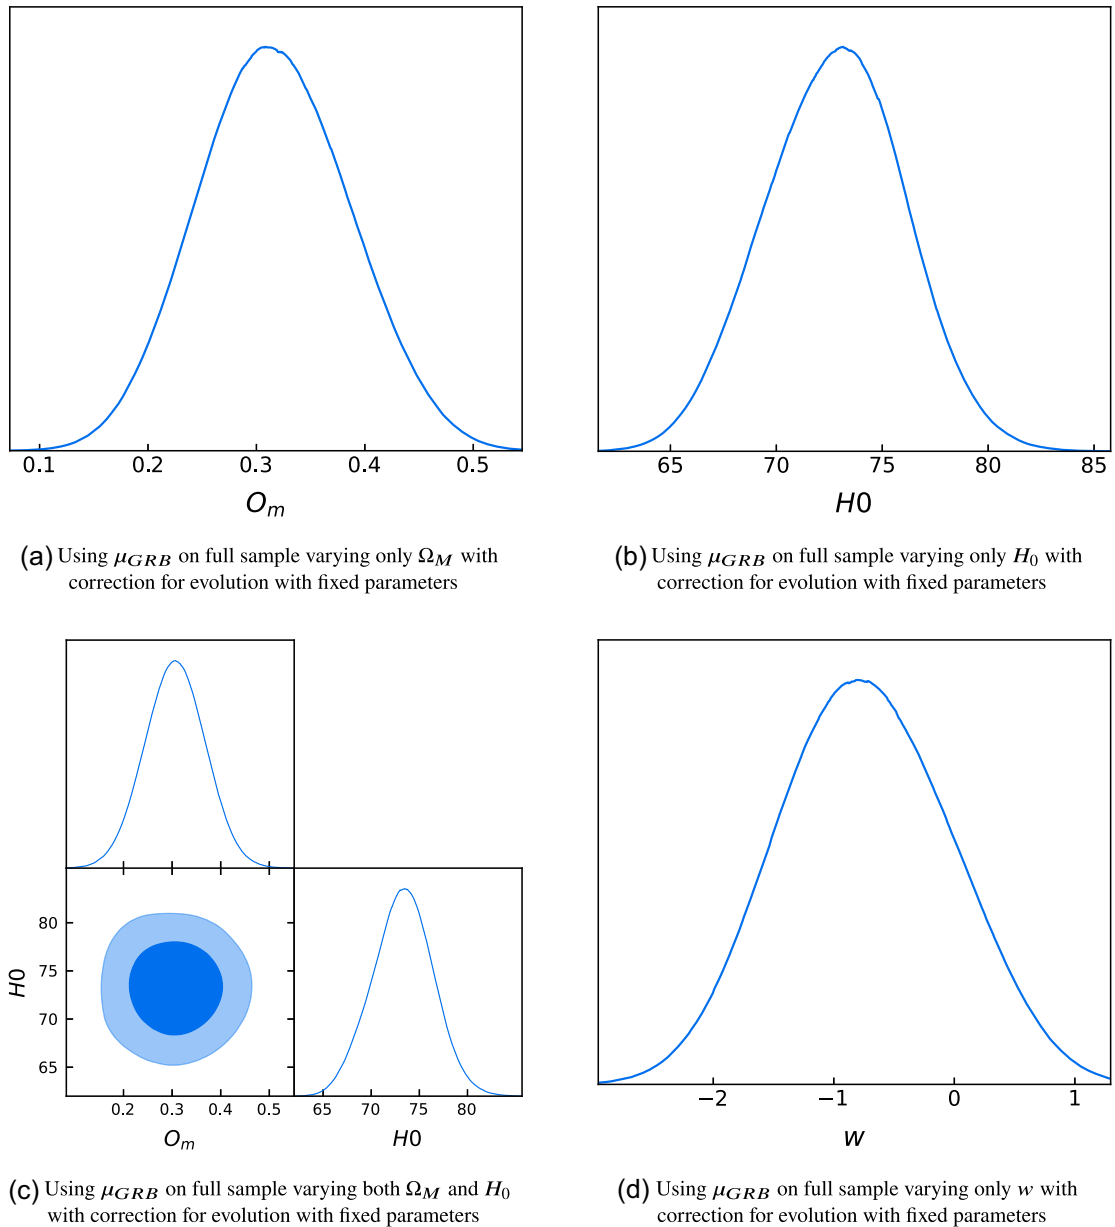 0.1 0.2 0.3 0.4 0.5
O_m
(a) Using μ_GRB on full sample varying only Ω_M with
correction for evolution with fixed parameters
65 70 75 80 85
H0
(b) Using μ_GRB on full sample varying only H_0 with
correction for evolution with fixed parameters
80
75
70
65
H0
0.2 0.3 0.4 0.5
O_m
65 70 75 80
H0
(c) Using μ_GRB on full sample varying both Ω_M and H_0
with correction for evolution with fixed parameters
−2 −1 0 1
w
(d) Using μ_GRB on full sample varying only w with
correction for evolution with fixed parameters